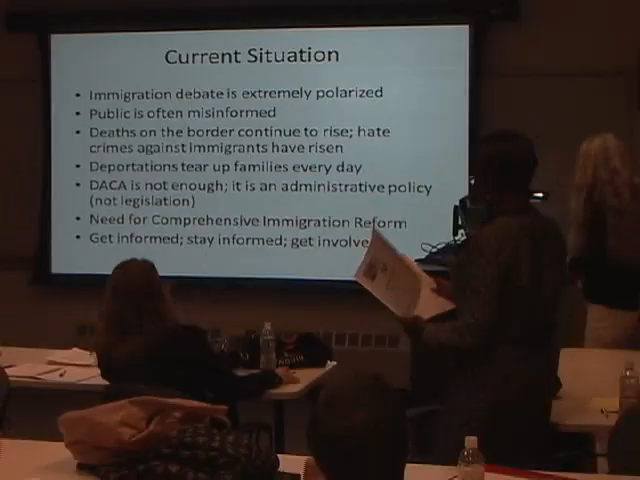 Current Situation
• Immigration debate is extremely polarized
• Public is often misinformed
• Deaths on the border continue to rise; hate
crimes against immigrants have risen
• Deportations tear up families every day
• DACA is not enough; it is an administrative policy
(not legislation)
• Need for Comprehensive Immigration Reform
• Get informed; stay informed; get involve